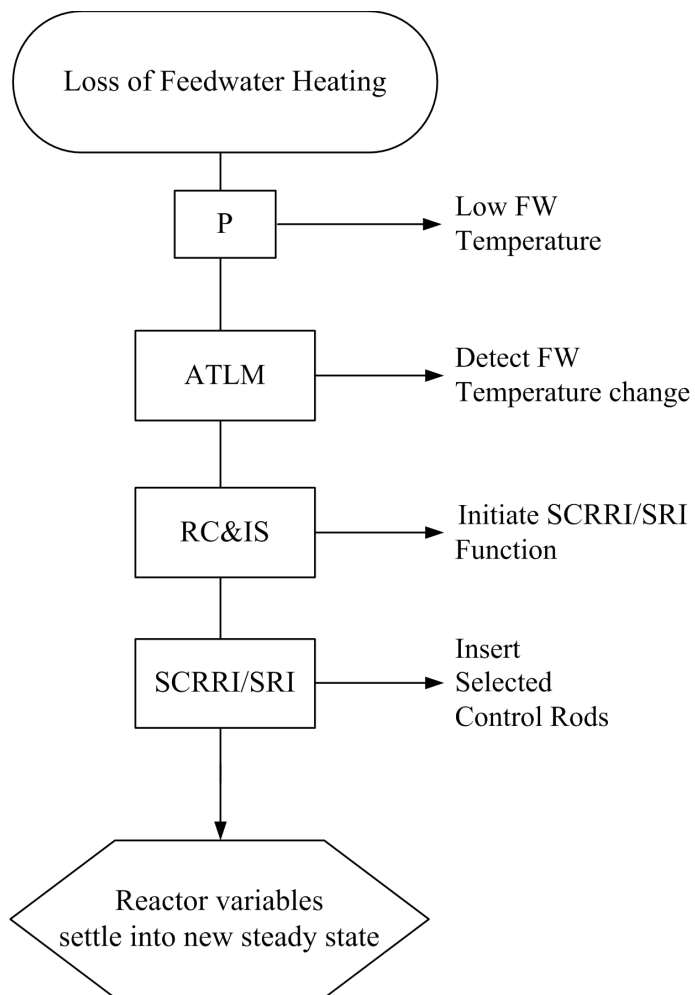 Loss of Feedwater Heating
P
Low FW
Temperature
ATLM
Detect FW
Temperature change
RC&IS
Initiate SCRRI/SRI
Function
SCRRI/SRI
Insert
Selected
Control Rods
Reactor variables
settle into new steady state